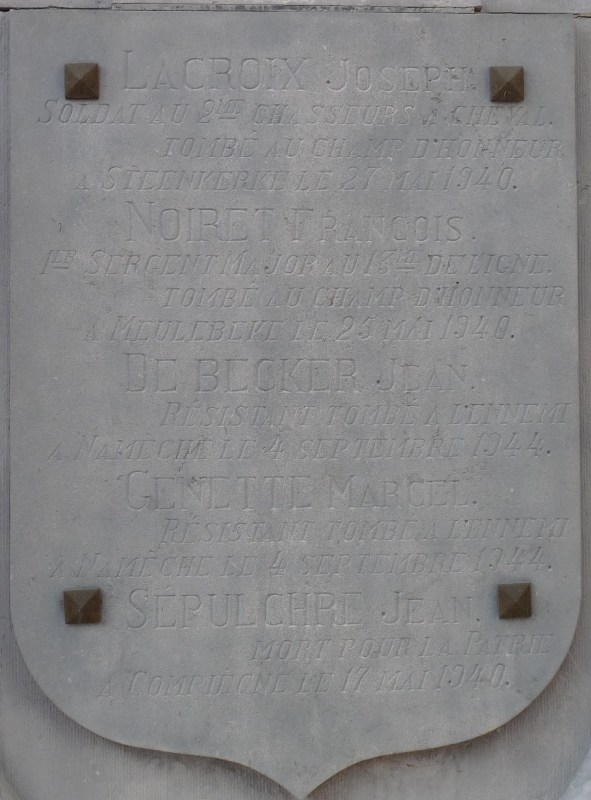 LACROIX JOSEPH.
SOLDAT AU 2ME CHASSEURS A CHEVAL.
TOMBÉ AU CHAMP D'HONNEUR
A STEENKERKE LE 27 MAI 1940.
NOIRET FRANÇOIS.
1ER SERGENT MAJOR AU 13ME DE LIGNE.
TOMBÉ AU CHAMP D'HONNEUR
A MEULEBEKE LE 25 MAI 1940.
DE BECKER JEAN.
RÉSISTANT TOMBÉ A L'ENNEMI
A NAMÊCHE LE 4 SEPTEMBRE 1944.
GENETTE MARCEL.
RÉSISTANT TOMBÉ A L'ENNEMI
A NAMÊCHE LE 4 SEPTEMBRE 1944.
SÉPULCHRE JEAN.
MORT POUR LA PATRIE
A COMPIÈGNE LE 17 MAI 1940.